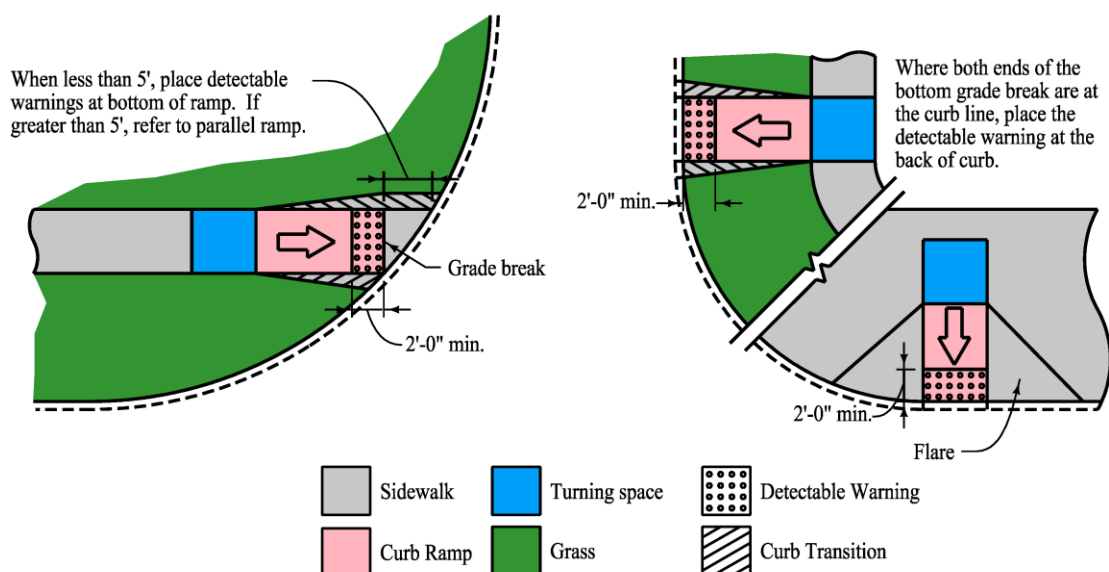 When less than 5', place detectable
warnings at bottom of ramp. If
greater than 5', refer to parallel ramp.
Grade break
2'-0" min.
Where both ends of the
bottom grade break are at
the curb line, place the
detectable warning at the
back of curb.
2'-0" min.
2'-0" min.
Flare
Sidewalk
Turning space
Detectable Warning
Curb Ramp
Grass
Curb Transition